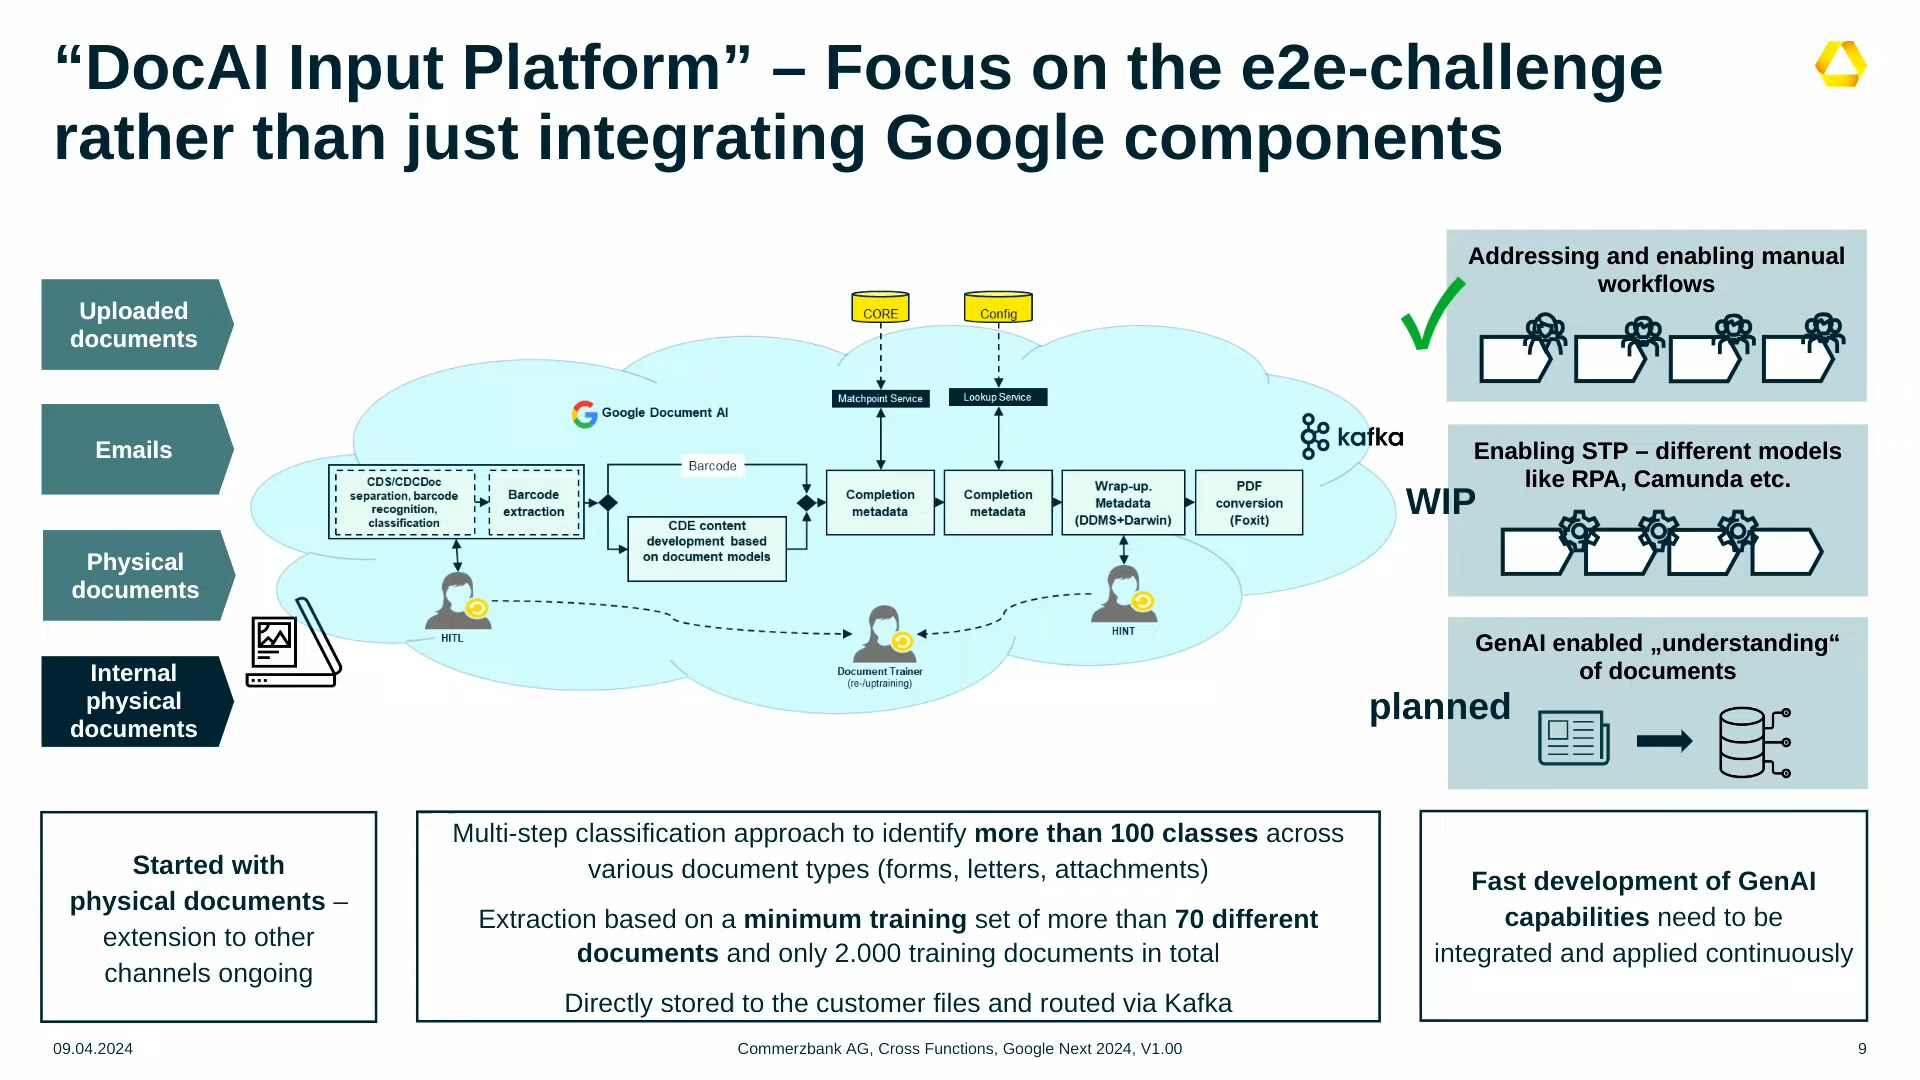 “DocAI Input Platform” – Focus on the e2e-challenge
rather than just integrating Google components
Uploaded
documents
Emails
Physical
documents
Internal
physical
documents
CORE
Config
Matchpoint Service
Lookup Service
Google Document AI
kafka
CDS/CDCDoc
separation, barcode
recognition,
classification
Barcode
extraction
Barcode
CDE content
development based
on document models
Completion
metadata
Completion
metadata
Wrap-up.
Metadata
(DDMS+Darwin)
PDF
conversion
(Foxit)
HITL
Document Trainer
(re-/uptraining)
HINT
Addressing and enabling manual
workflows
WIP
Enabling STP – different models
like RPA, Camunda etc.
planned
GenAI enabled „understanding“
of documents
Started with
physical documents –
extension to other
channels ongoing
Multi-step classification approach to identify more than 100 classes across
various document types (forms, letters, attachments)
Extraction based on a minimum training set of more than 70 different
documents and only 2.000 training documents in total
Directly stored to the customer files and routed via Kafka
Fast development of GenAI
capabilities need to be
integrated and applied continuously
09.04.2024
Commerzbank AG, Cross Functions, Google Next 2024, V1.00
9